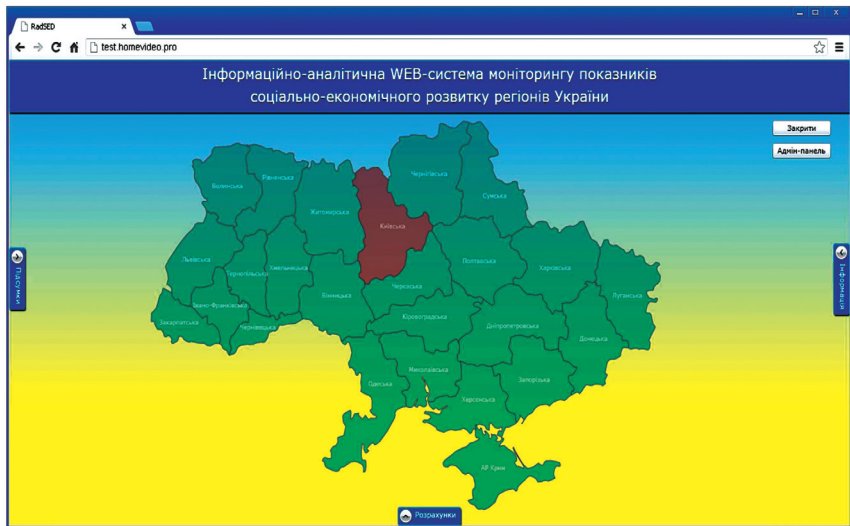 RadSED
test.homevideo.pro
Інформаційно-аналітична WEB-система моніторингу показників
соціально-економічного розвитку регіонів України
Закрити
Адмін-панель
Волинська
Рівненська
Житомирська
Київська
Чернігівська
Сумська
Львівська
Тернопільська
Хмельницька
Вінницька
Черкаська
Полтавська
Харківська
Луганська
Івано-Франківська
Закарпатська
Чернівецька
Кіровоградська
Дніпропетровська
Донецька
Одеська
Миколаївська
Запорізька
Херсонська
АР Крим
Підсумки
Інформація
Розрахунки